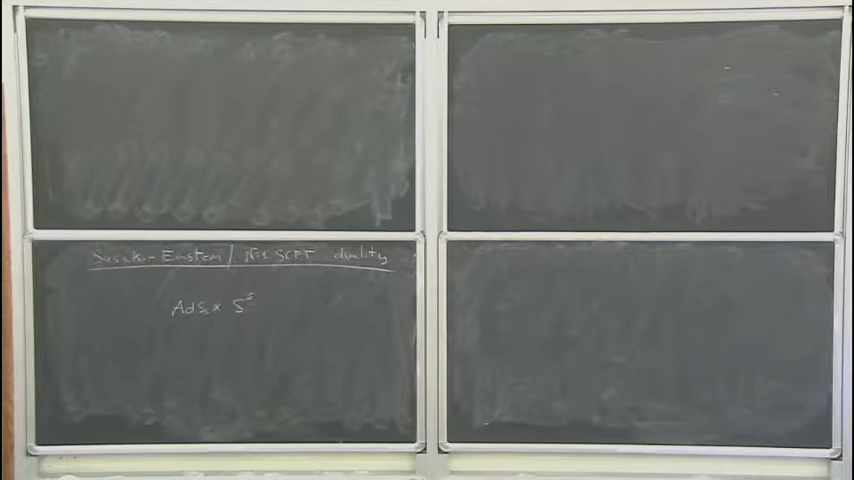 Sasaki-Einstein / N=1 SCFT duality
AdS₅ × S⁵